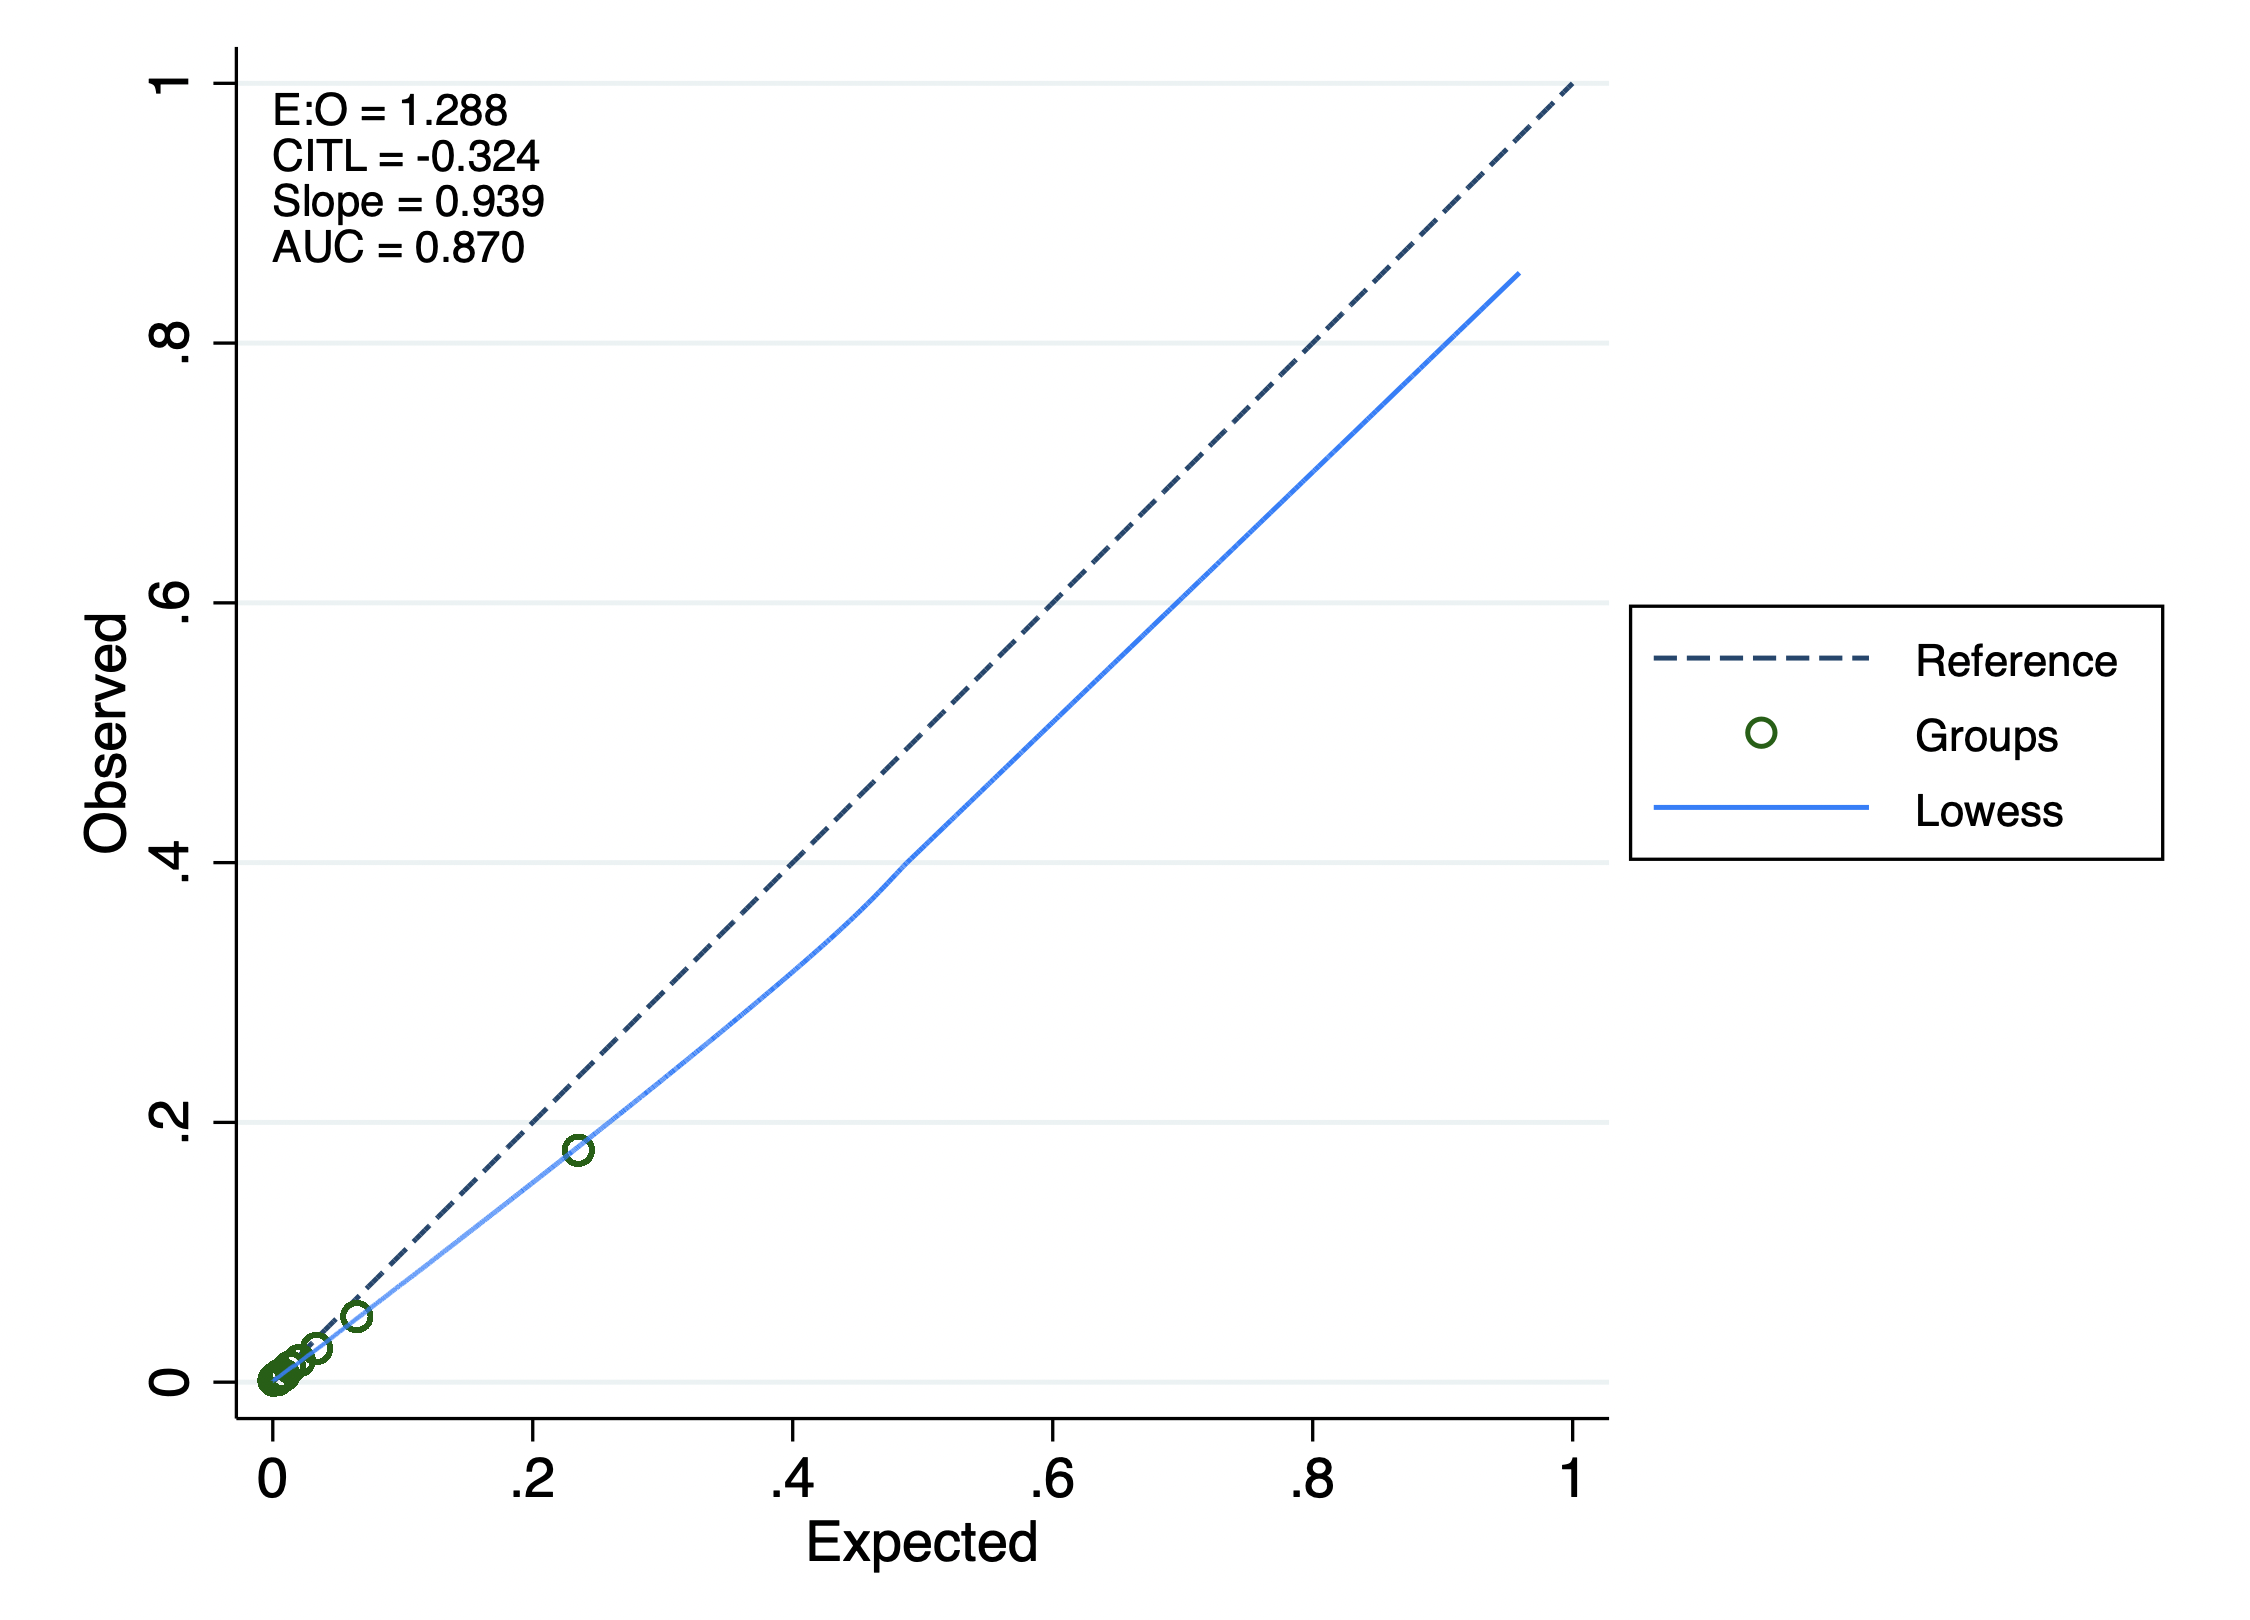 E:O = 1.288
CITL = -0.324
Slope = 0.939
AUC = 0.870
1
.8
.6
.4
.2
0
Observed
0 .2 .4 .6 .8 1
Expected
Reference
Groups
Lowess